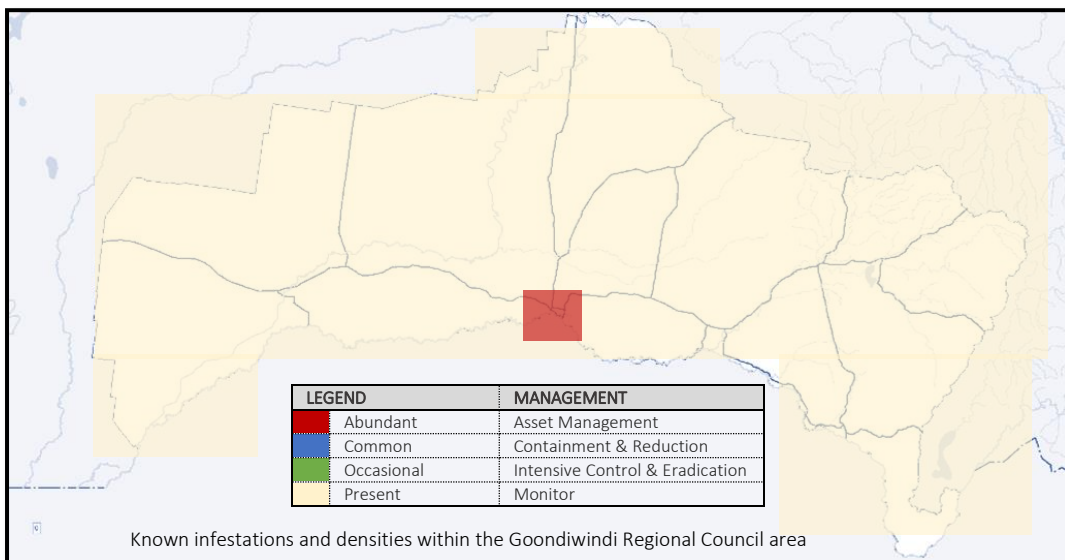 LEGEND MANAGEMENT
Abundant Asset Management
Common Containment & Reduction
Occasional Intensive Control & Eradication
Present Monitor
Known infestations and densities within the Goondiwindi Regional Council area